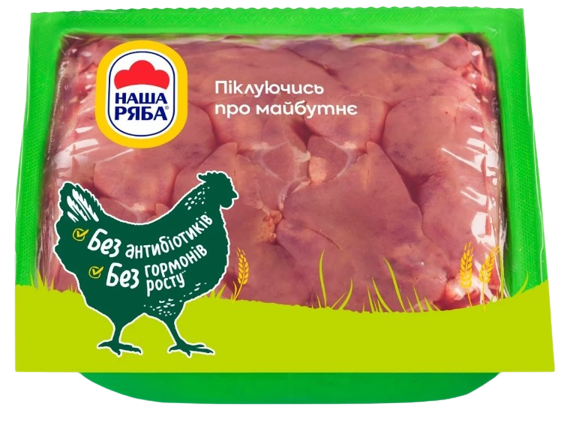 НАША
РЯБА®
Піклуючись
про майбутнє
Без антибіотиків
Без гормонів
росту